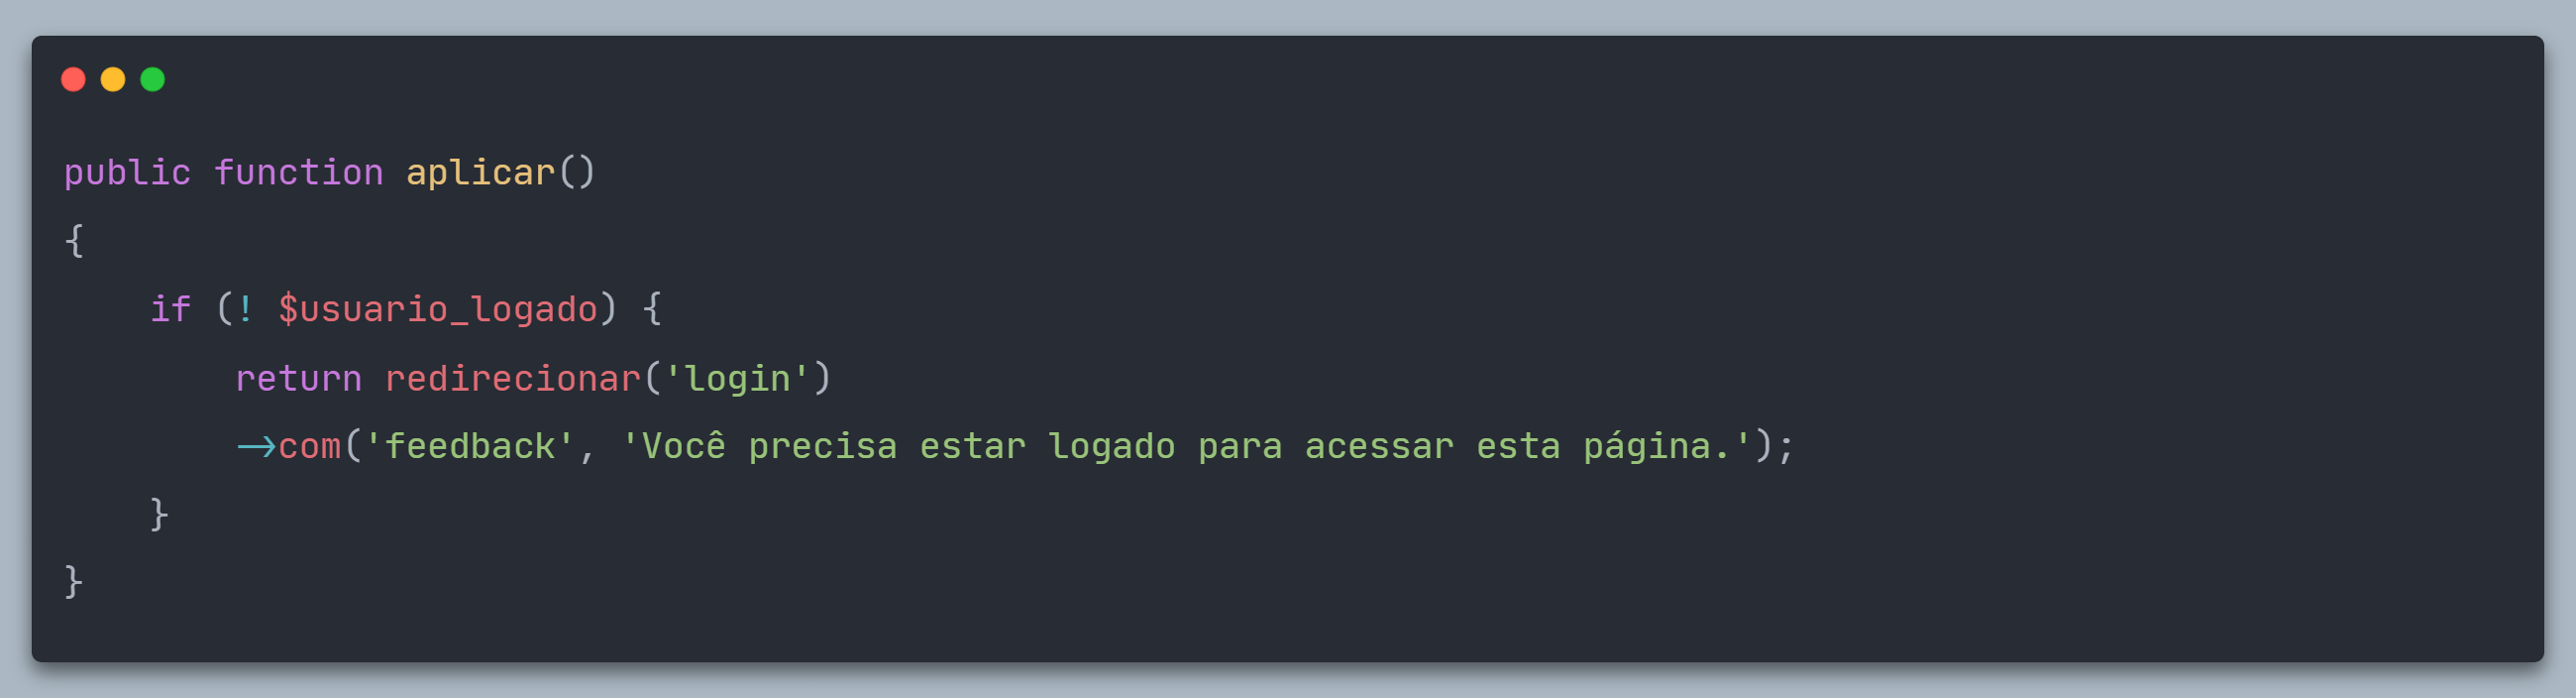 public function aplicar()
{
    if (! $usuario_logado) {
        return redirecionar('login')
        ->com('feedback', 'Você precisa estar logado para acessar esta página.');
    }
}